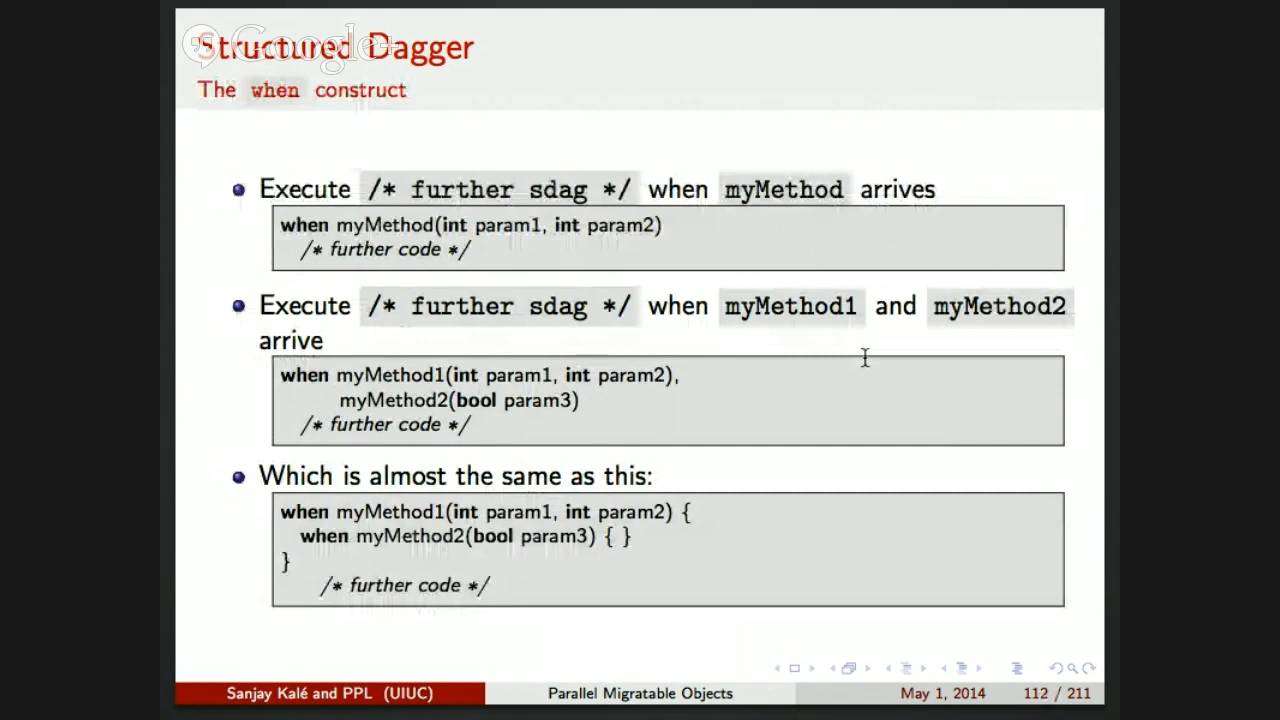 Google+
Structured Dagger
The when construct
Execute /* further sdag */ when myMethod arrives
when myMethod(int param1, int param2)
/* further code */
Execute /* further sdag */ when myMethod1 and myMethod2
arrive
when myMethod1(int param1, int param2),
myMethod2(bool param3)
/* further code */
Which is almost the same as this:
when myMethod1(int param1, int param2) {
when myMethod2(bool param3) { }
}
/* further code */
Sanjay Kalé and PPL (UIUC) Parallel Migratable Objects May 1, 2014 112 / 211